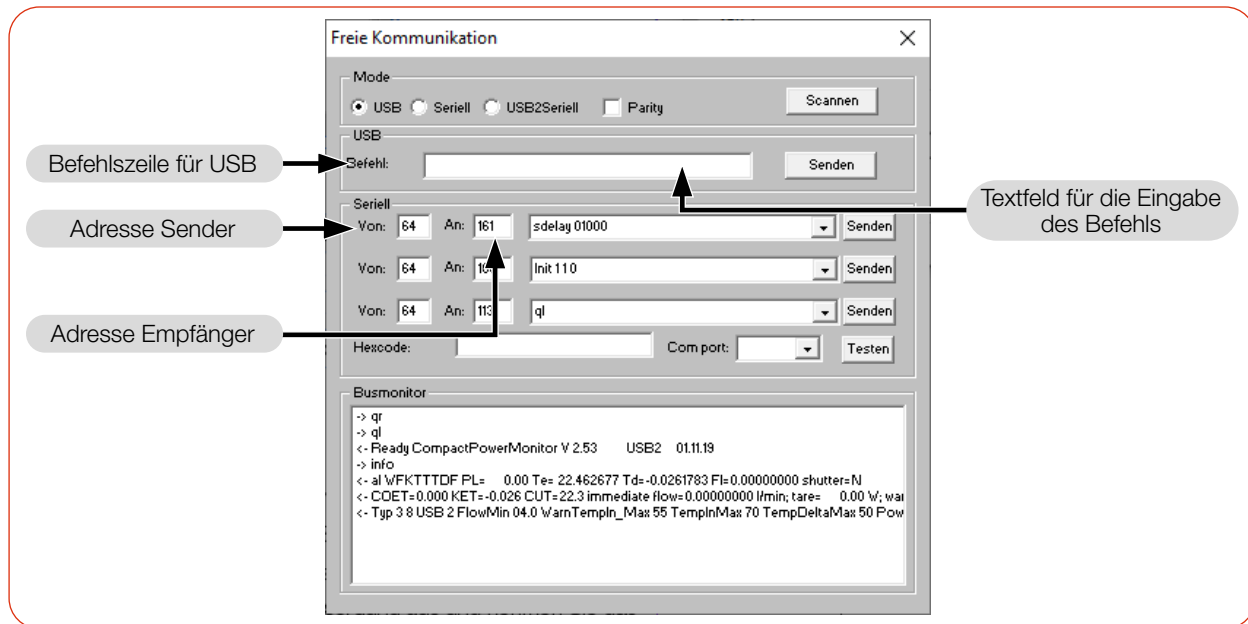 Freie Kommunikation
Mode
USB Seriell USB2Seriell Parity Scannen
USB
Befehlszeile für USB
Befehl: Senden
Textfeld für die Eingabe
des Befehls
Seriell
Adresse Sender
Von: 64 An: 161 sdelay 01000 Senden
Von: 64 An: Init 110 Senden
Von: 64 An: 113 ql Senden
Adresse Empfänger
Hexcode: Com port: Testen
Busmonitor
-> qr
-> ql
<- Ready CompactPowerMonitor V 2.53 USB2 01.11.19
-> info
<- al WFKTTTDF PL= 0.00 Te= 22.462677 Td=-0.0261783 Fl=0.00000000 shutter=N
<- COET=0.000 KET=-0.026 CUT=22.3 immediate flow=0.00000000 l/min; tare= 0.00 W;
<- Typ 3 8 USB 2 FlowMin 04.0 WarnTempIn_Max 55 TempInMax 70 TempDeltaMax 50 Pow